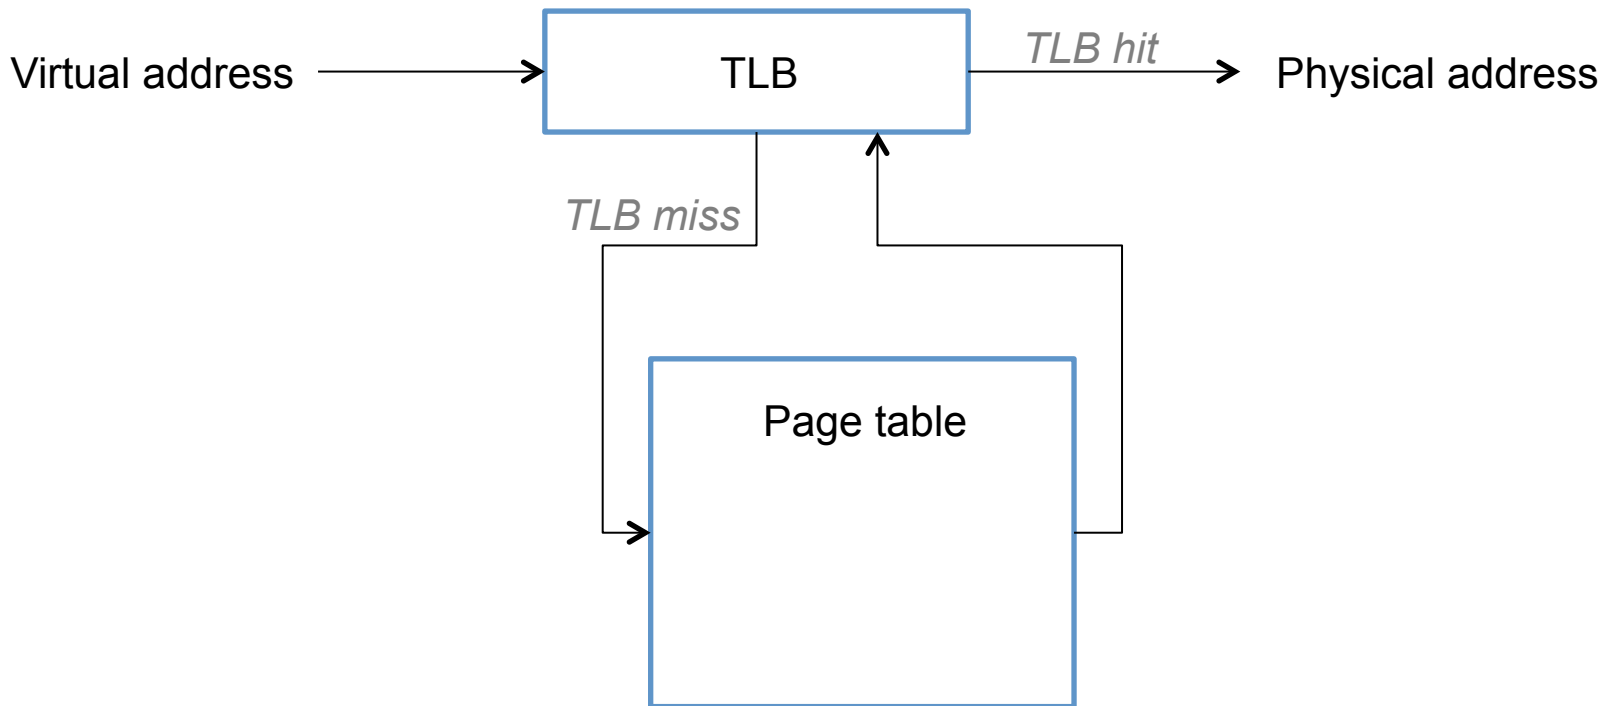 Virtual address
TLB
TLB hit
Physical address
TLB miss
Page table